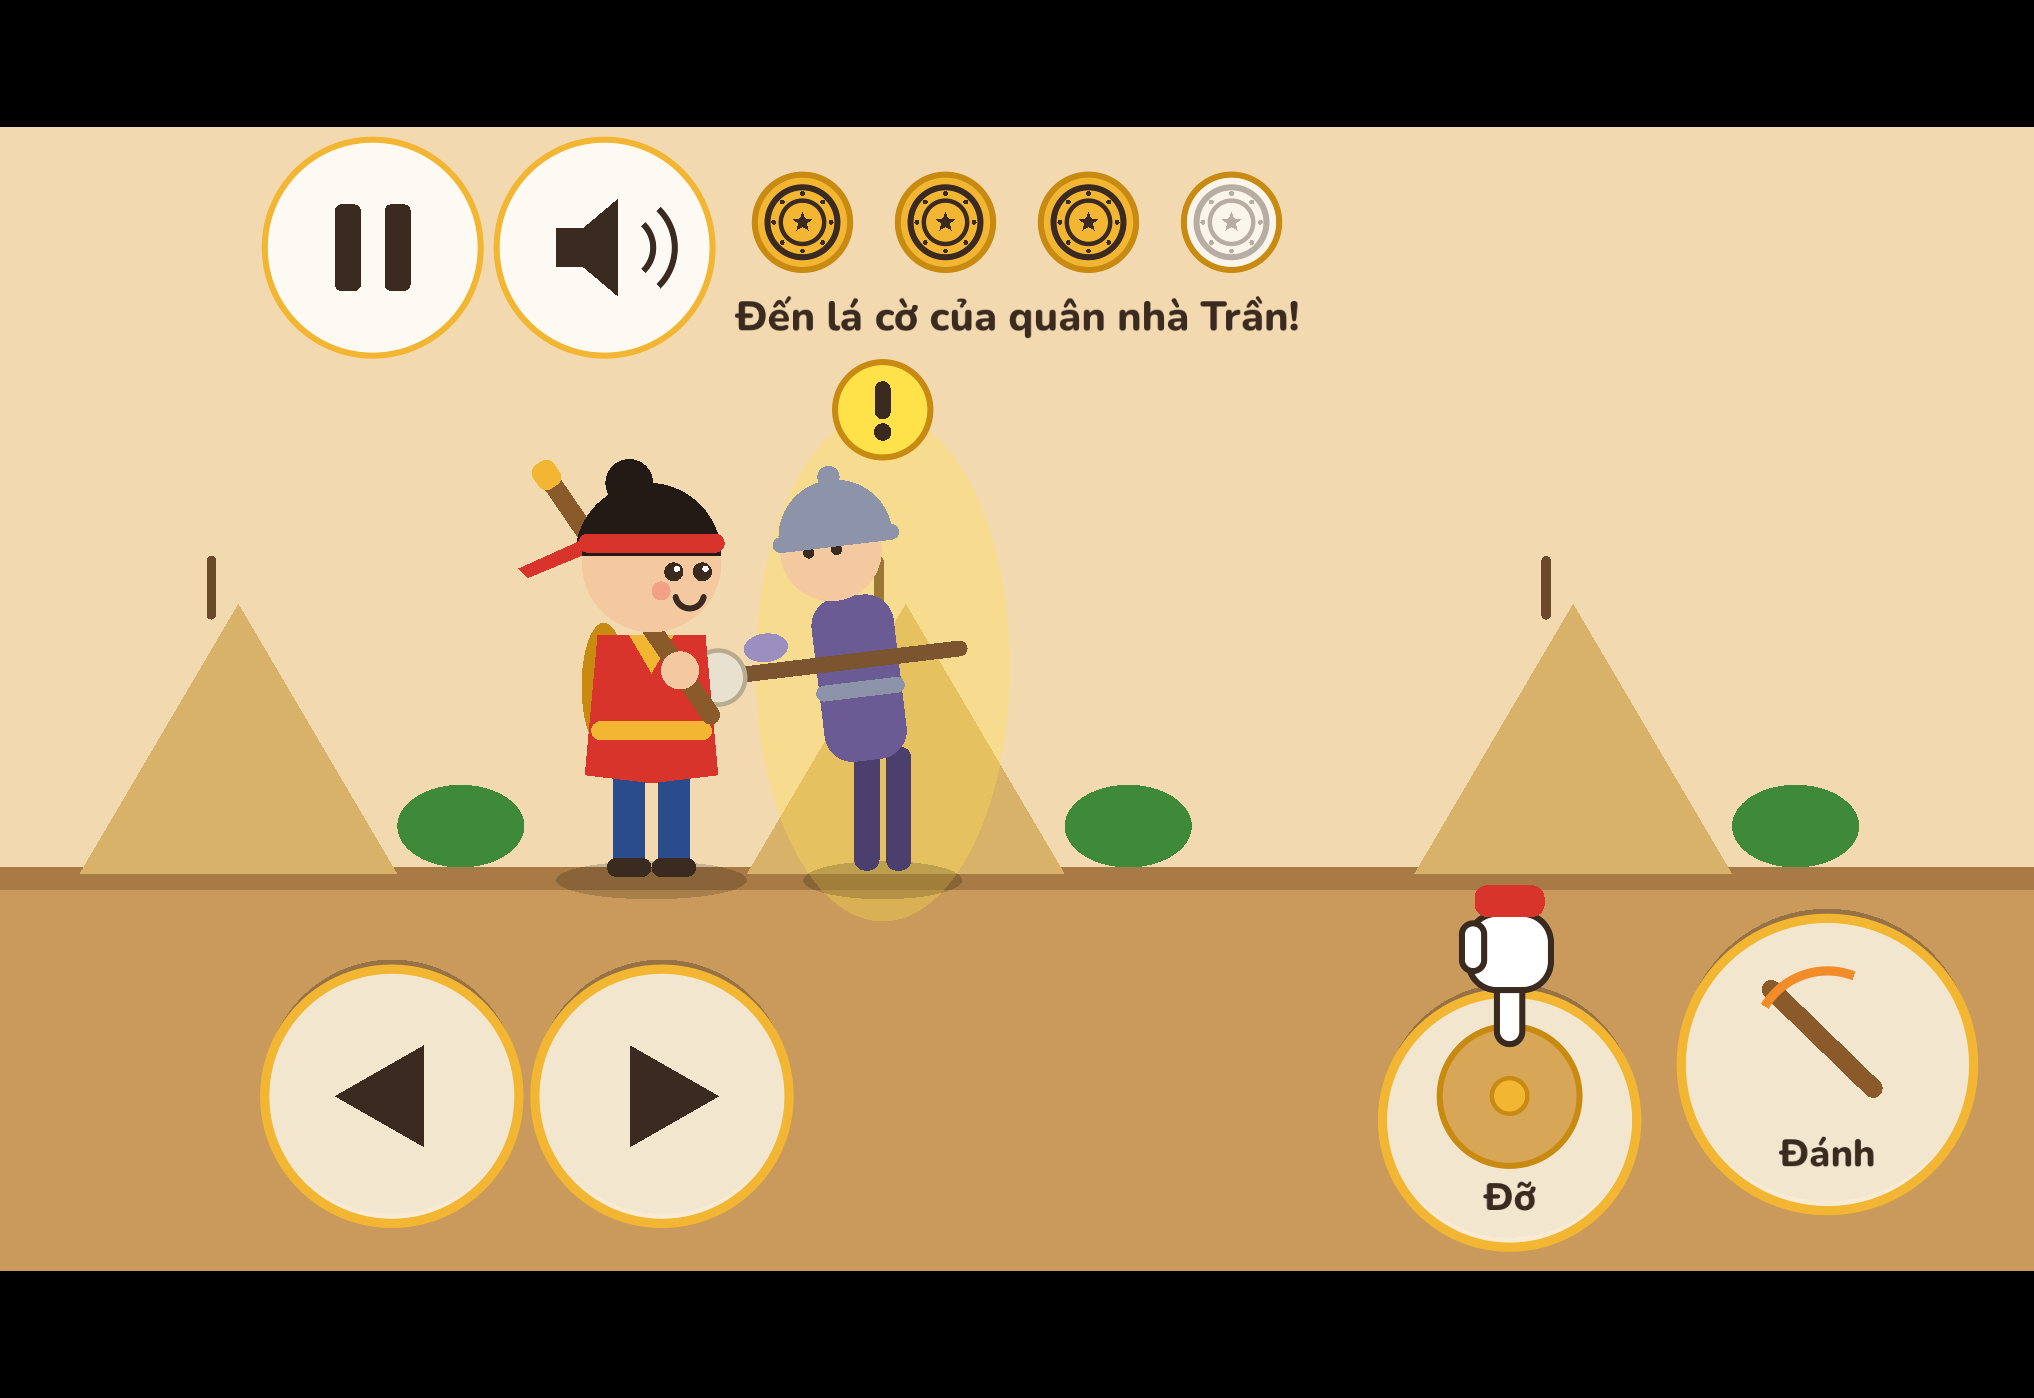 Đến lá cờ của quân nhà Trần!
!
Đánh
Đỡ